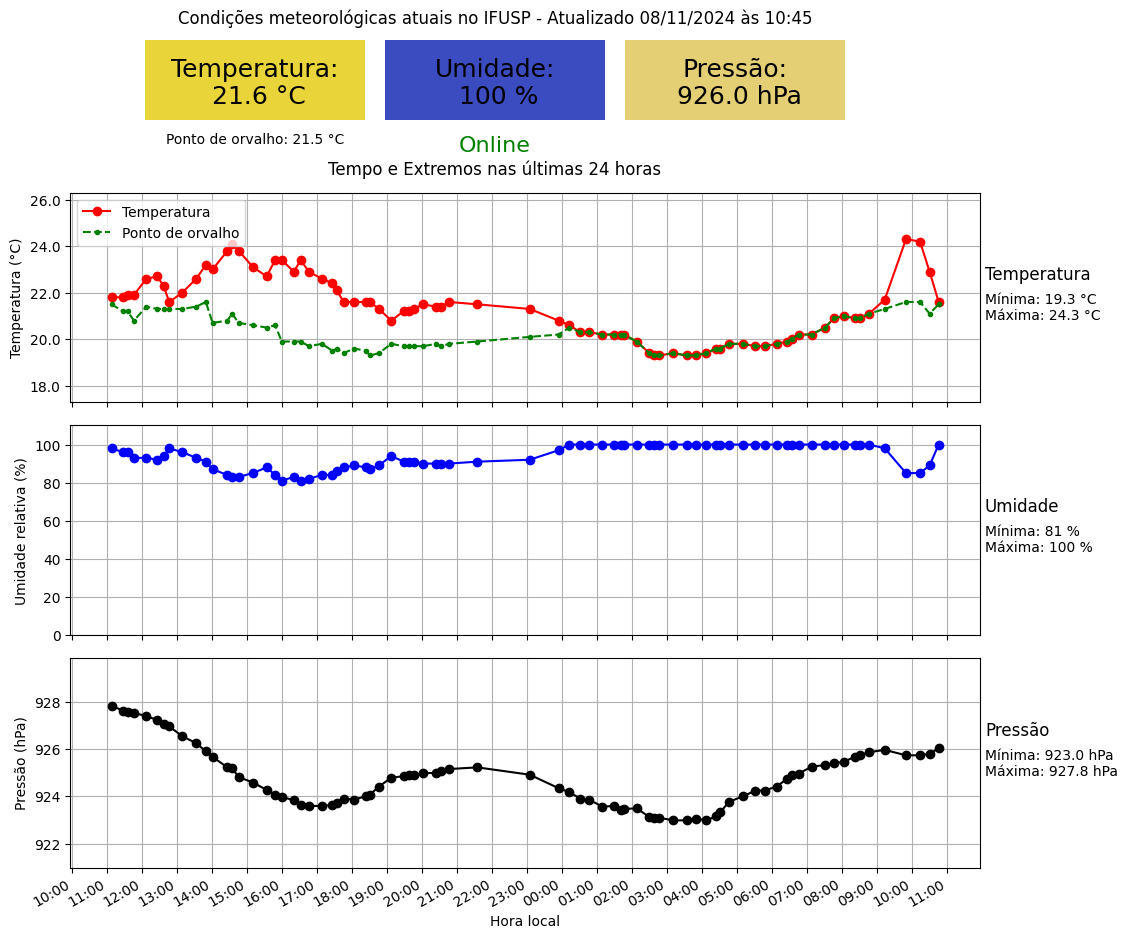 Condições meteorológicas atuais no IFUSP - Atualizado 08/11/2024 às 10:45
Temperatura:
21.6 °C
Umidade:
100 %
Pressão:
926.0 hPa
Ponto de orvalho: 21.5 °C
Online
Tempo e Extremos nas últimas 24 horas
Temperatura (°C)
26.0
24.0
22.0
20.0
18.0
Temperatura
Ponto de orvalho
Temperatura
Mínima: 19.3 °C
Máxima: 24.3 °C
Umidade relativa (%)
100
80
60
40
20
0
Umidade
Mínima: 81 %
Máxima: 100 %
Pressão (hPa)
928
926
924
922
Pressão
Mínima: 923.0 hPa
Máxima: 927.8 hPa
10:00 11:00 12:00 13:00 14:00 15:00 16:00 17:00 18:00 19:00 20:00 21:00 22:00 23:00 00:00 01:00 02:00 03:00 04:00 05:00 06:00 07:00 08:00 09:00 10:00 11:00
Hora local